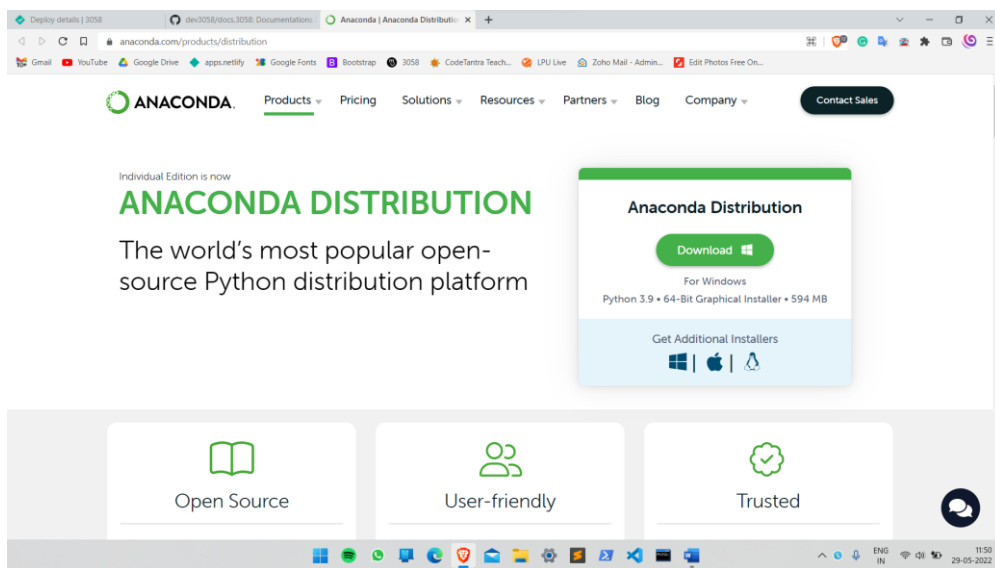 Deploy details | 3058
dev3058/docs.3058: Documentations
Anaconda | Anaconda Distributio
anaconda.com/products/distribution
Gmail
YouTube
Google Drive
apps.netlify
Google Fonts
Bootstrap
3058
CodeTantra Teach...
LPU Live
Zoho Mail - Admin...
Edit Photos Free On...
ANACONDA.
Products
Pricing
Solutions
Resources
Partners
Blog
Company
Contact Sales
Individual Edition is now
ANACONDA DISTRIBUTION
The world's most popular open-
source Python distribution platform
Anaconda Distribution
Download
For Windows
Python 3.9 • 64-Bit Graphical Installer • 594 MB
Get Additional Installers
Open Source
User-friendly
Trusted
ENG
IN
11:50
29-05-2022